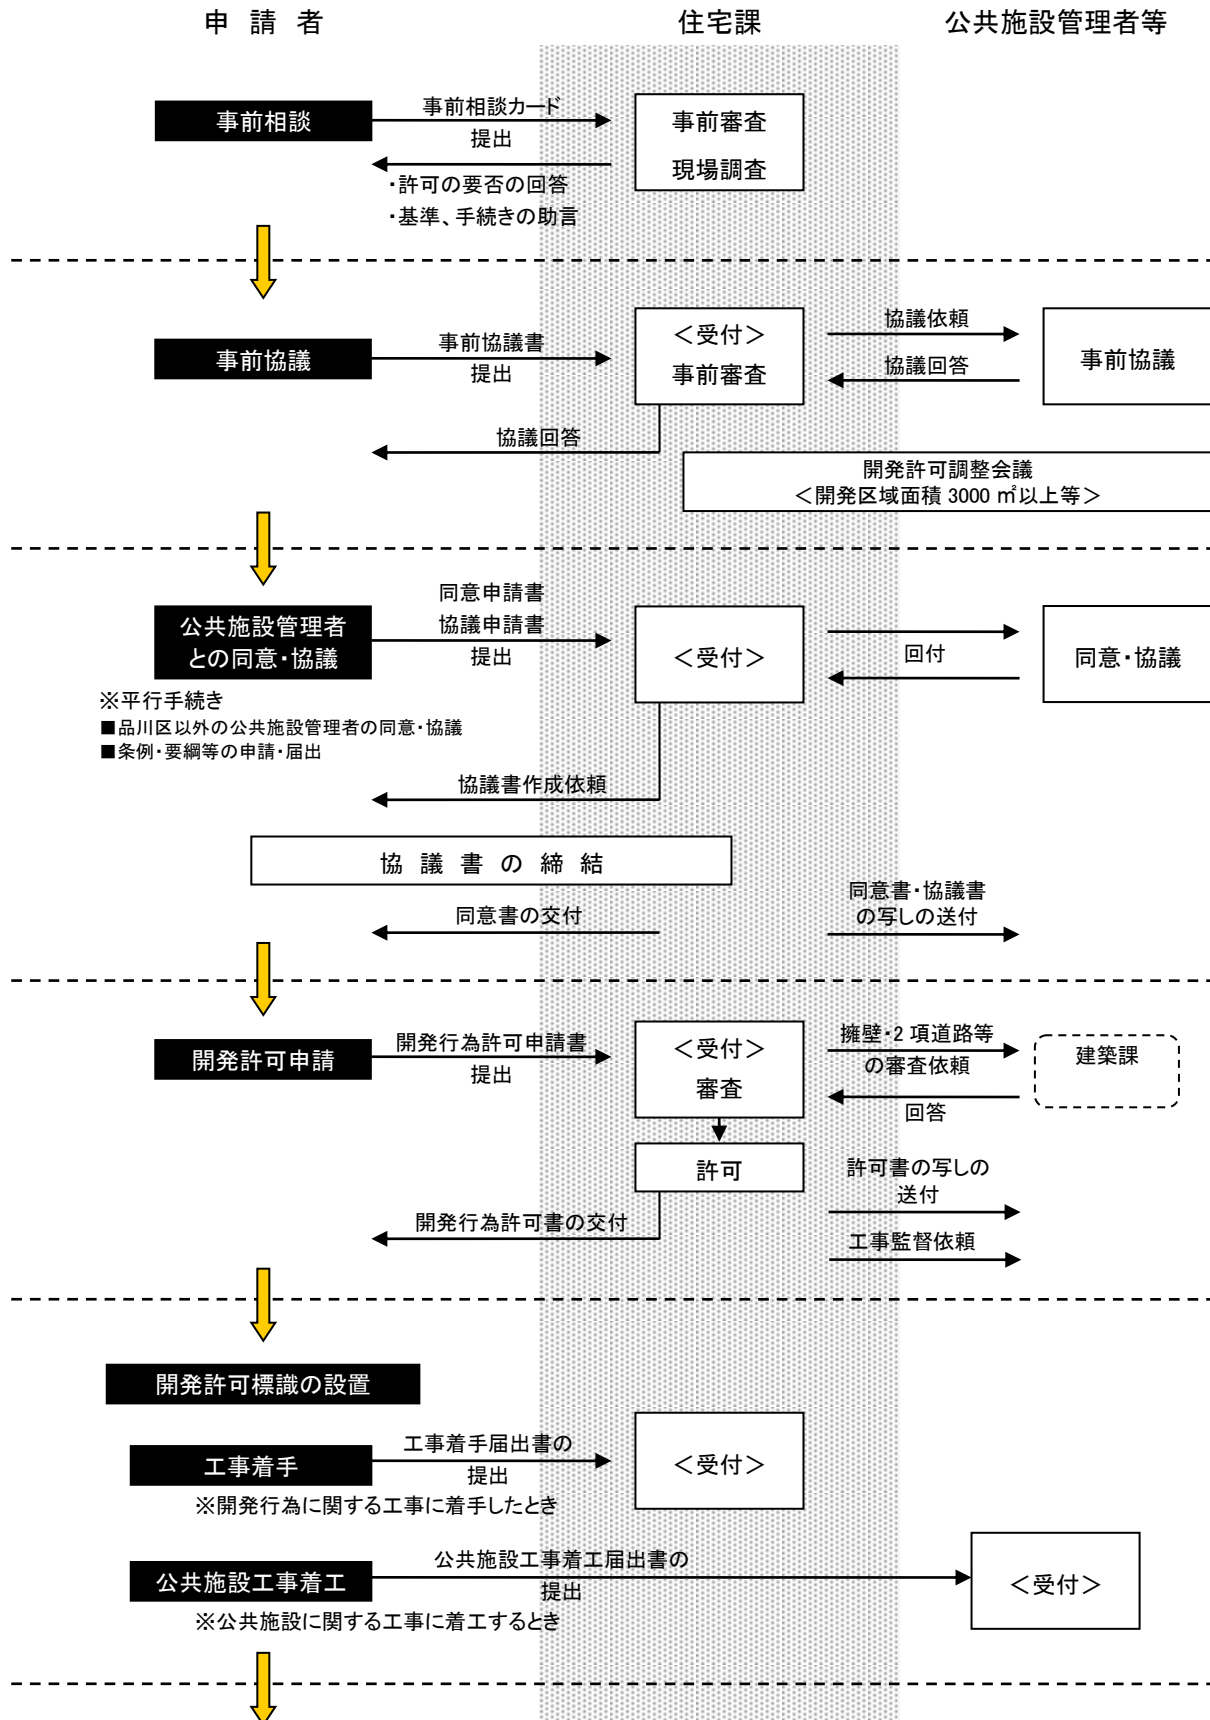 申 請 者
住宅課
公共施設管理者等
事前相談
事前相談カード
提出
事前審査
現場調査
・許可の要否の回答
・基準、手続きの助言
事前協議
事前協議書
提出
＜受付＞
事前審査
協議依頼
協議回答
事前協議
協議回答
開発許可調整会議
＜開発区域面積 3000 ㎡以上等＞
公共施設管理者
との同意・協議
同意申請書
協議申請書
提出
＜受付＞
回付
同意・協議
※平行手続き
■品川区以外の公共施設管理者の同意・協議
■条例・要綱等の申請・届出
協議書作成依頼
協 議 書 の 締 結
同意書の交付
同意書・協議書
の写しの送付
開発許可申請
開発行為許可申請書
提出
＜受付＞
審査
擁壁・2 項道路等
の審査依頼
回答
建築課
許可
許可書の写しの
送付
開発行為許可書の交付
工事監督依頼
開発許可標識の設置
工事着手
工事着手届出書の
提出
＜受付＞
※開発行為に関する工事に着手したとき
公共施設工事着工
公共施設工事着工届出書の
提出
＜受付＞
※公共施設に関する工事に着工するとき